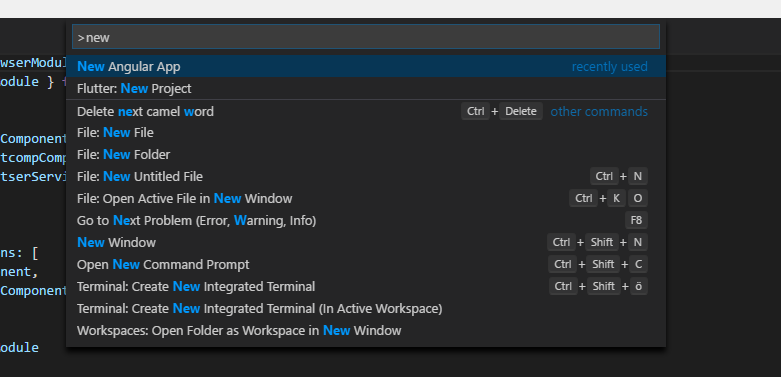 >new
wserModul
New Angular App recently used
odule } f
Flutter: New Project
Delete next camel word Ctrl + Delete other commands
File: New File
Component
File: New Folder
tcompComp
File: New Untitled File Ctrl + N
tserServi
File: Open Active File in New Window Ctrl + K O
Go to Next Problem (Error, Warning, Info) F8
New Window Ctrl + Shift + N
ns: [
Open New Command Prompt Ctrl + Shift + C
nent,
Terminal: Create New Integrated Terminal Ctrl + Shift + ö
Component
Terminal: Create New Integrated Terminal (In Active Workspace)
Workspaces: Open Folder as Workspace in New Window
odule